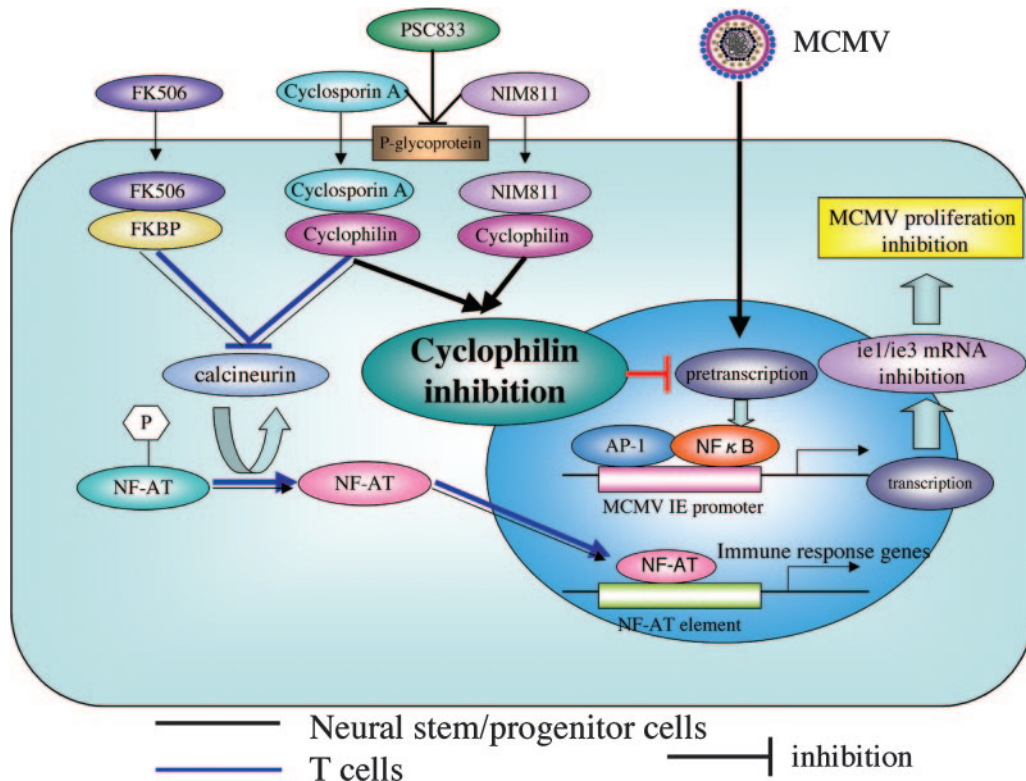 PSC833
MCMV
FK506
Cyclosporin A
NIM811
P-glycoprotein
FK506
Cyclosporin A
NIM811
FKBP
Cyclophilin
Cyclophilin
MCMV proliferation
inhibition
Cyclophilin
inhibition
calcineurin
pretranscription
ie1/ie3 mRNA
inhibition
P
AP-1
NFκB
NF-AT
NF-AT
MCMV IE promoter
transcription
Immune response genes
NF-AT
NF-AT element
Neural stem/progenitor cells
T cells
inhibition